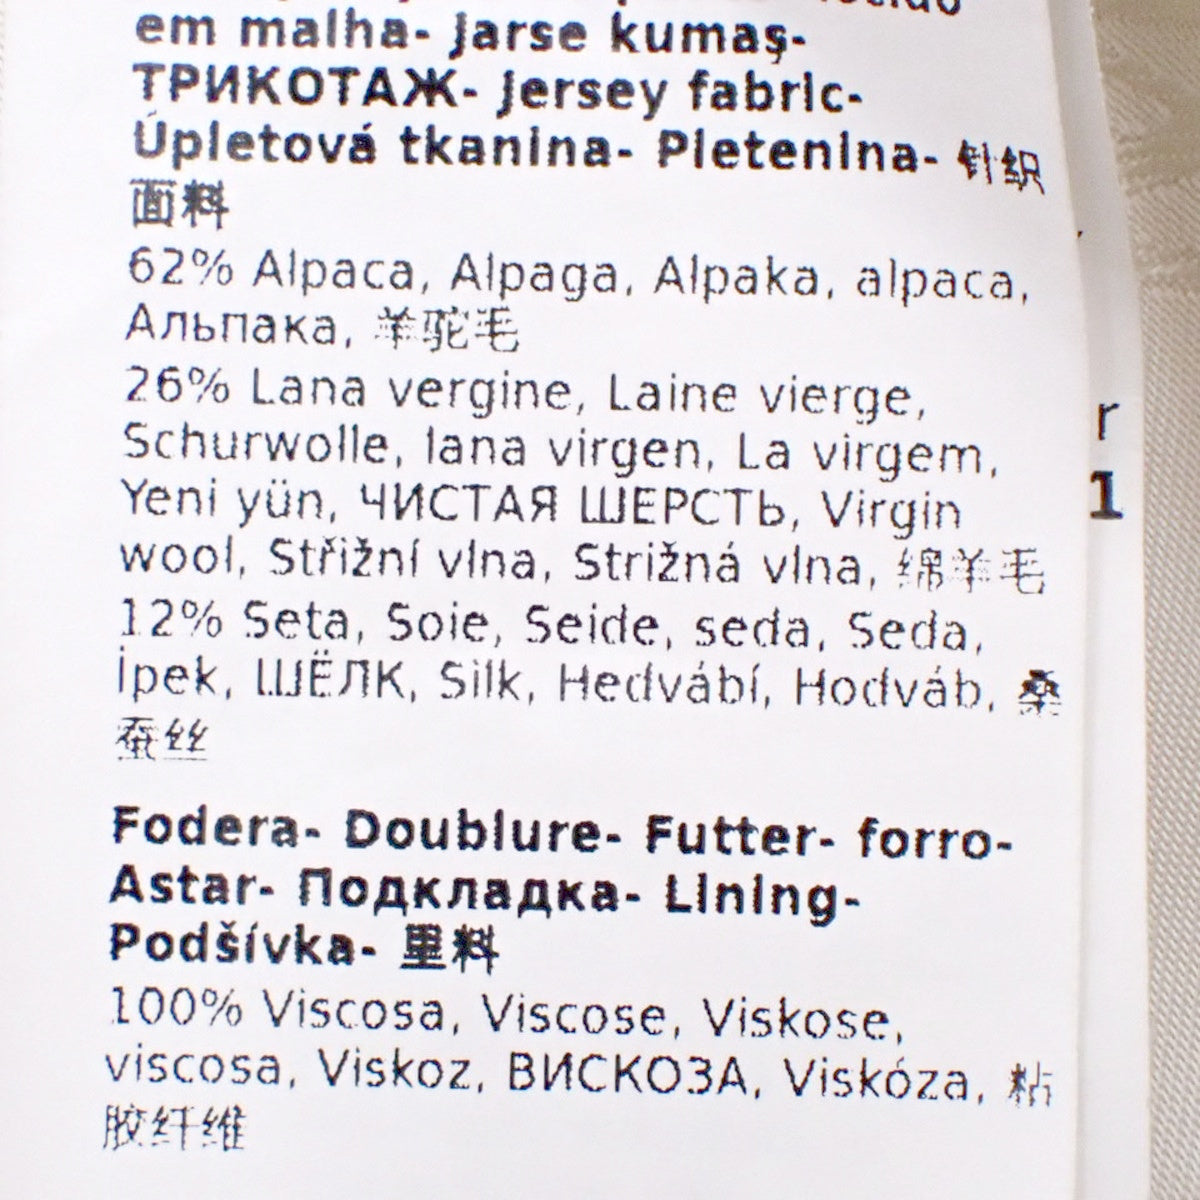 em malha- Jarse kumaş-
ТРИКОТАЖ- Jersey fabric-
Úpletová tkanina- Pletenina- 针织
面料
62% Alpaca, Alpaga, Alpaka, alpaca,
Альпака, 羊驼毛
26% Lana vergine, Laine vierge,
Schurwolle, lana virgen, La virgem,
Yeni yün, ЧИСТАЯ ШЕРСТЬ, Virgin
wool, Střižní vlna, Strižná vlna, 绵羊毛
12% Seta, Soie, Seide, seda, Seda,
İpek, ШЁЛК, Silk, Hedvábí, Hodváb, 桑
蚕丝
Fodera- Doublure- Futter- forro-
Astar- Подкладка- Lining-
Podšívka- 里料
100% Viscosa, Viscose, Viskose,
viscosa, Viskoz, ВИСКОЗА, Viskóza, 粘
胶纤维
r
1